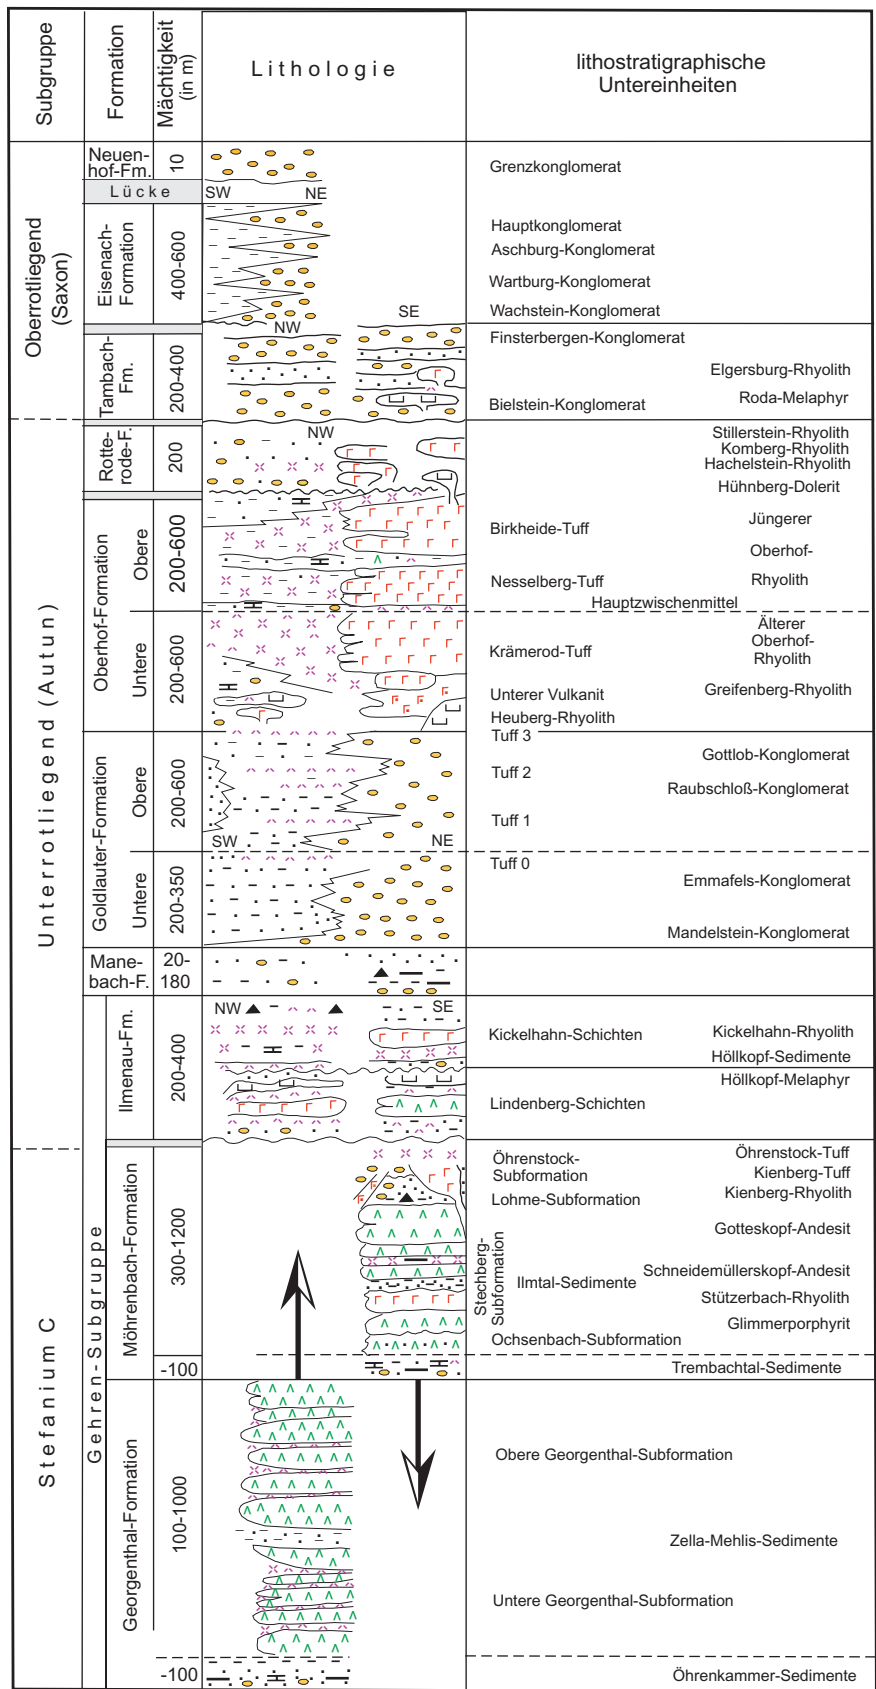 Subgruppe
Formation
Mächtigkeit
(in m)
Lithologie
lithostratigraphische
Untereinheiten
Oberrotliegend
(Saxon)
Neuen-
hof-Fm.
10
Grenzkonglomerat
Lücke
SW
NE
Eisenach-
Formation
400-600
Hauptkonglomerat
Aschburg-Konglomerat
Wartburg-Konglomerat
Wachstein-Konglomerat
SE
NW
Tambach-
Fm.
200-400
Finsterbergen-Konglomerat
Elgersburg-Rhyolith
Bielstein-Konglomerat
Roda-Melaphyr
Unterrotliegend (Autun)
Rotte-
rode-F.
200
NW
Stillerstein-Rhyolith
Komberg-Rhyolith
Hachelstein-Rhyolith
Hühnberg-Dolerit
Oberhof-Formation
Obere
200-600
Birkheide-Tuff
Jüngerer
Oberhof-
Nesselberg-Tuff
Rhyolith
Hauptzwischenmittel
Untere
200-600
Krämerod-Tuff
Älterer
Oberhof-
Rhyolith
Unterer Vulkanit
Greifenberg-Rhyolith
Heuberg-Rhyolith
Goldlauter-Formation
Obere
200-600
Tuff 3
Gottlob-Konglomerat
Tuff 2
Raubschloß-Konglomerat
Tuff 1
SW
NE
Untere
200-350
Tuff 0
Emmafels-Konglomerat
Mandelstein-Konglomerat
Mane-
bach-F.
20-
180
Gehren-Subgruppe
Ilmenau-Fm.
200-400
NW
SE
Kickelhahn-Schichten
Kickelhahn-Rhyolith
Höllkopf-Sedimente
Höllkopf-Melaphyr
Lindenberg-Schichten
Stefanium C
Möhrenbach-Formation
300-1200
Öhrenstock-
Subformation
Öhrenstock-Tuff
Kienberg-Tuff
Lohme-Subformation
Kienberg-Rhyolith
Stechberg-
Subformation
Gotteskopf-Andesit
Ilmtal-Sedimente
Schneidemüllerskopf-Andesit
Stützerbach-Rhyolith
Glimmerporphyrit
Ochsenbach-Subformation
-100
Trembachtal-Sedimente
Georgenthal-Formation
100-1000
Obere Georgenthal-Subformation
Zella-Mehlis-Sedimente
Untere Georgenthal-Subformation
-100
Öhrenkammer-Sedimente